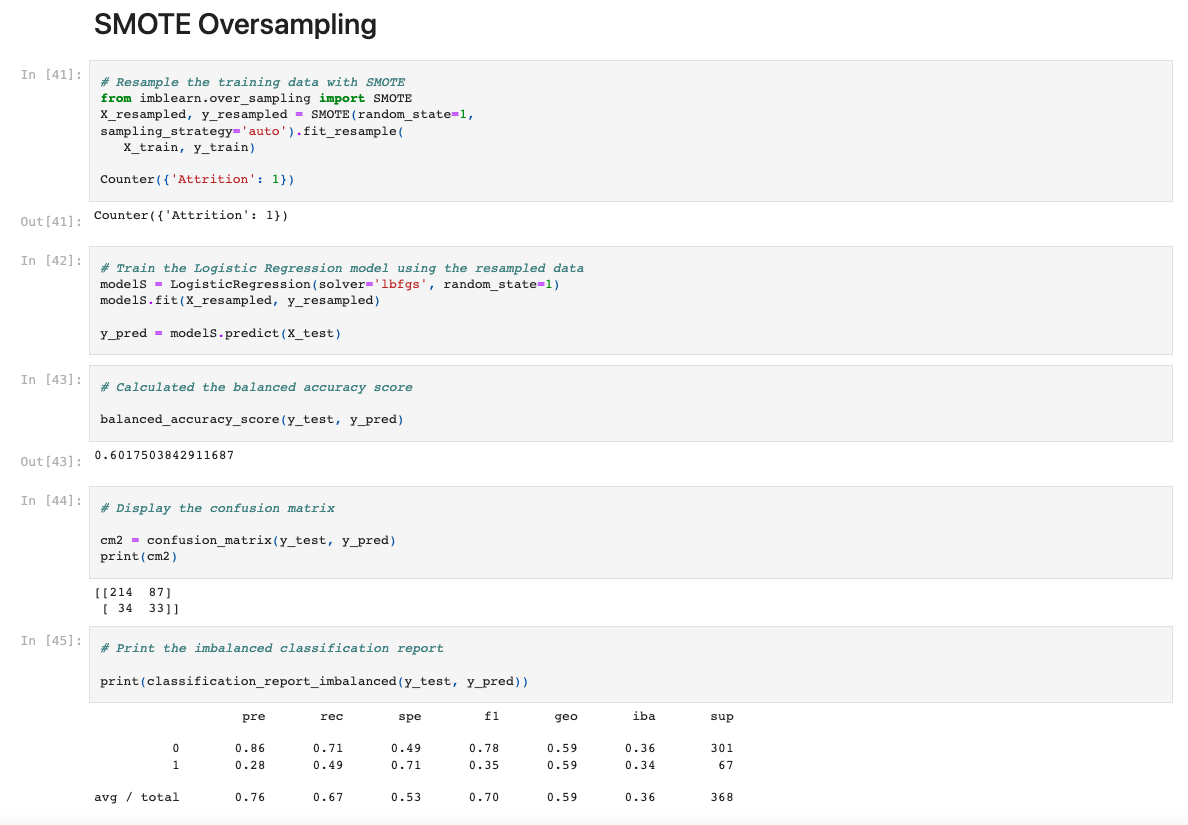 SMOTE Oversampling
In [41]:
# Resample the training data with SMOTE
from imblearn.over_sampling import SMOTE
X_resampled, y_resampled = SMOTE(random_state=1,
sampling_strategy='auto').fit_resample(
   X_train, y_train)
Counter({'Attrition': 1})
Out[41]:
Counter({'Attrition': 1})
In [42]:
# Train the Logistic Regression model using the resampled data
modelS = LogisticRegression(solver='lbfgs', random_state=1)
modelS.fit(X_resampled, y_resampled)
y_pred = modelS.predict(X_test)
In [43]:
# Calculated the balanced accuracy score
balanced_accuracy_score(y_test, y_pred)
Out[43]:
0.6017503842911687
In [44]:
# Display the confusion matrix
cm2 = confusion_matrix(y_test, y_pred)
print(cm2)
[[214  87]
 [ 34  33]]
In [45]:
# Print the imbalanced classification report
print(classification_report_imbalanced(y_test, y_pred))
pre rec spe f1 geo iba sup
0 0.86 0.71 0.49 0.78 0.59 0.36 301
1 0.28 0.49 0.71 0.35 0.59 0.34 67
avg / total 0.76 0.67 0.53 0.70 0.59 0.36 368